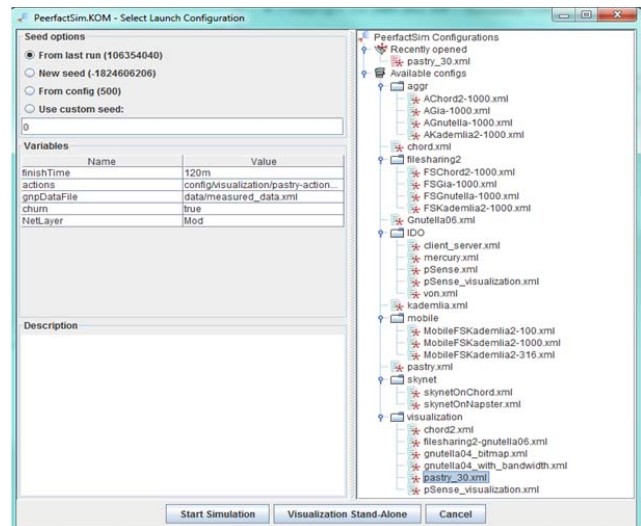 PeerfactSim.KOM - Select Launch Configuration
Seed options
From last run (106354040)
New seed (-1824606206)
From config (500)
Use custom seed:
0
Variables
Name Value
finishTime 120m
actions config/visualization/pastry-action...
gnpDataFile data/measured_data.xml
churn true
NetLayer Mod
Description
PeerfactSim Configurations
Recently opened
pastry_30.xml
Available configs
aggr
AChord2-1000.xml
AGia-1000.xml
AGnutella-1000.xml
AKademlia2-1000.xml
chord.xml
filesharing2
FSChord2-1000.xml
FSGia-1000.xml
FSGnutella-1000.xml
FSKademlia2-1000.xml
Gnutella06.xml
IDO
client_server.xml
mercury.xml
pSense.xml
pSense_visualization.xml
von.xml
kademlia.xml
mobile
MobileFSKademlia2-100.xml
MobileFSKademlia2-1000.xml
MobileFSKademlia2-316.xml
pastry.xml
skynet
skynetOnChord.xml
skynetOnNapster.xml
visualization
chord2.xml
filesharing2-gnutella06.xml
gnutella04_bitmap.xml
gnutella04_with_bandwidth.xml
pastry_30.xml
pSense_visualization.xml
Start Simulation Visualization Stand-Alone Cancel